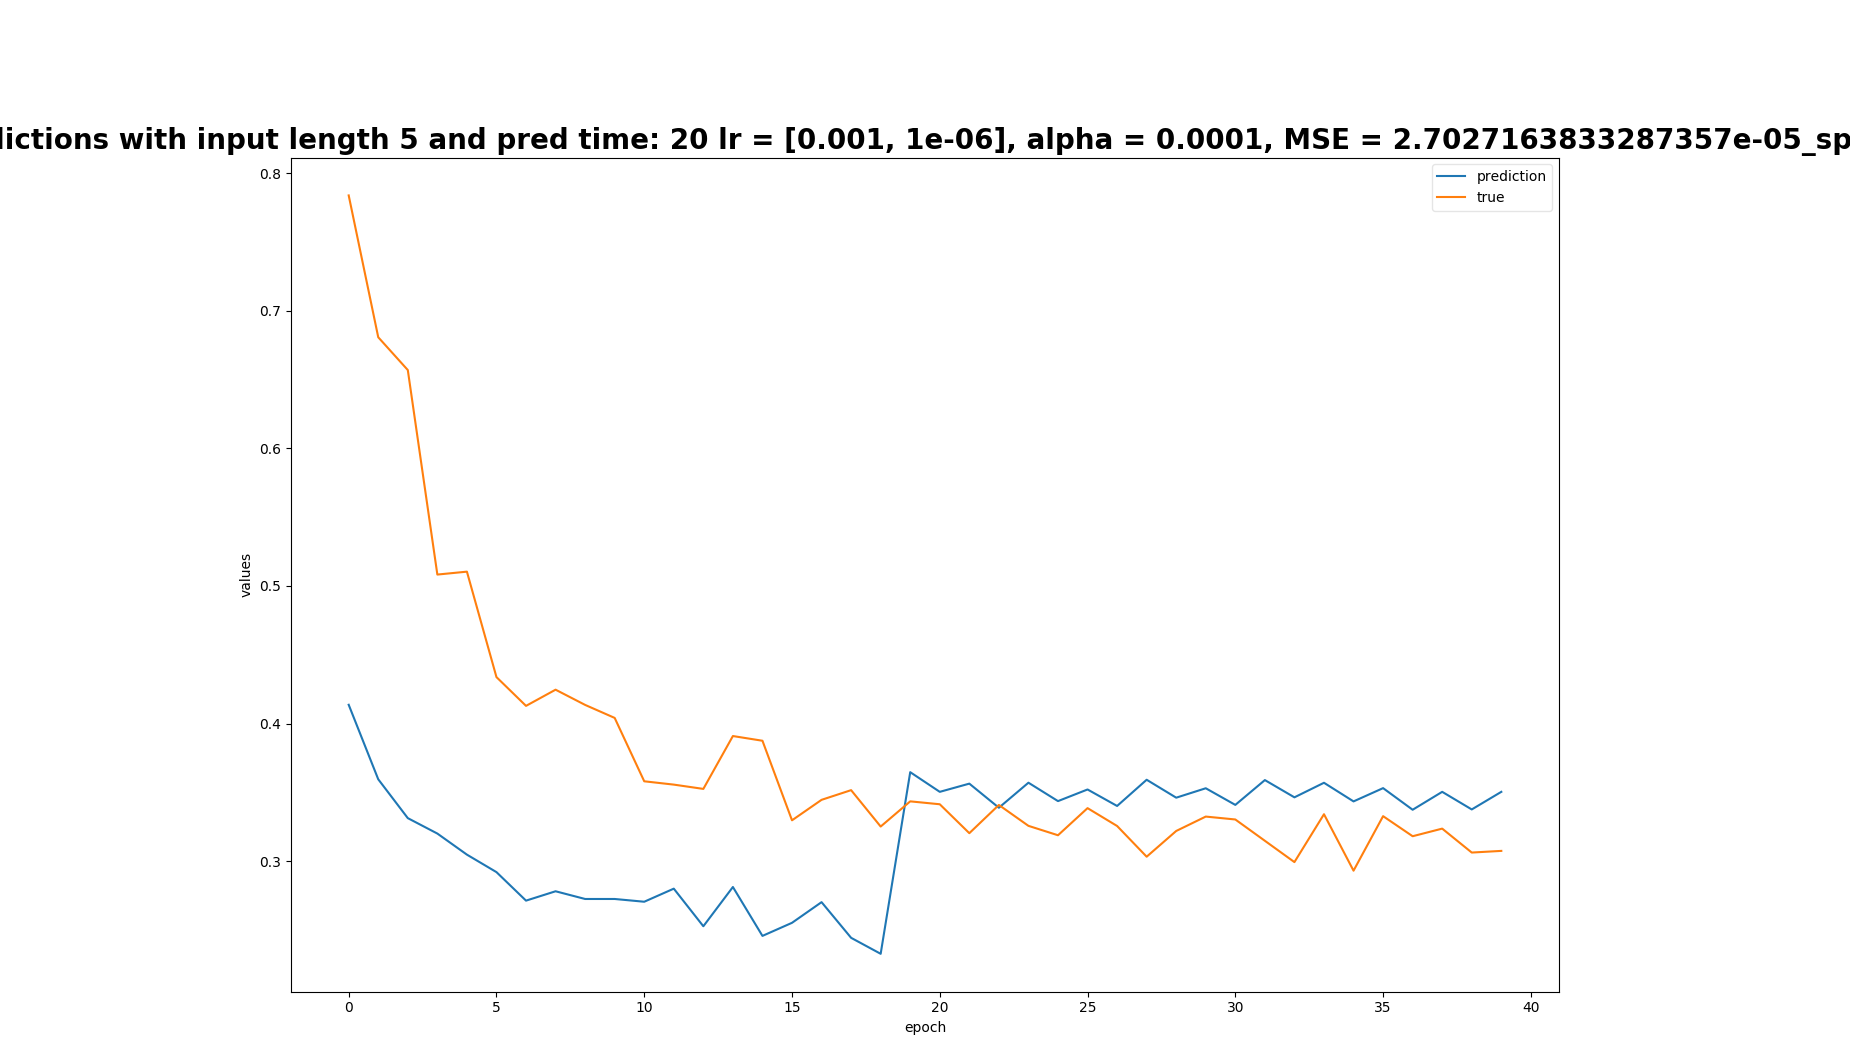 dictions with input length 5 and pred time: 20 lr = [0.001, 1e-06], alpha = 0.0001, MSE = 2.7027163833287357e-05_sp
prediction
true
0.8
0.7
0.6
0.5
0.4
0.3
values
0 5 10 15 20 25 30 35 40
epoch